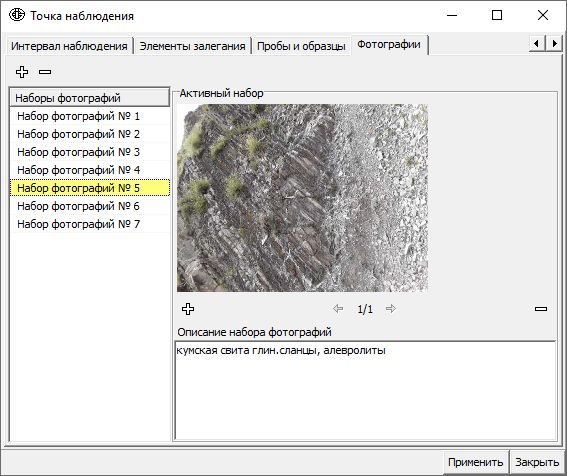 Точка наблюдения
Интервал наблюдения Элементы залегания Пробы и образцы Фотографии
Наборы фотографий
Набор фотографий № 1
Набор фотографий № 2
Набор фотографий № 3
Набор фотографий № 4
Набор фотографий № 5
Набор фотографий № 6
Набор фотографий № 7
Активный набор
1/1
Описание набора фотографий
кумская свита глин.сланцы, алевролиты
Применить Закрыть